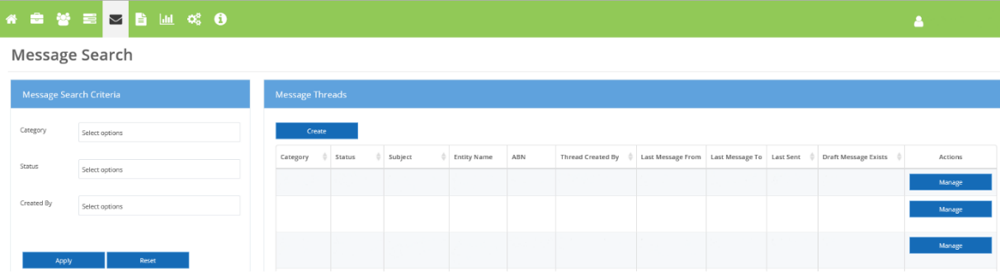 Message Search
Message Search Criteria
Category
Select options
Status
Select options
Created By
Select options
Apply
Reset
Message Threads
Create
Category Status Subject Entity Name ABN Thread Created By Last Message From Last Message To Last Sent Draft Message Exists Actions
Manage
Manage
Manage